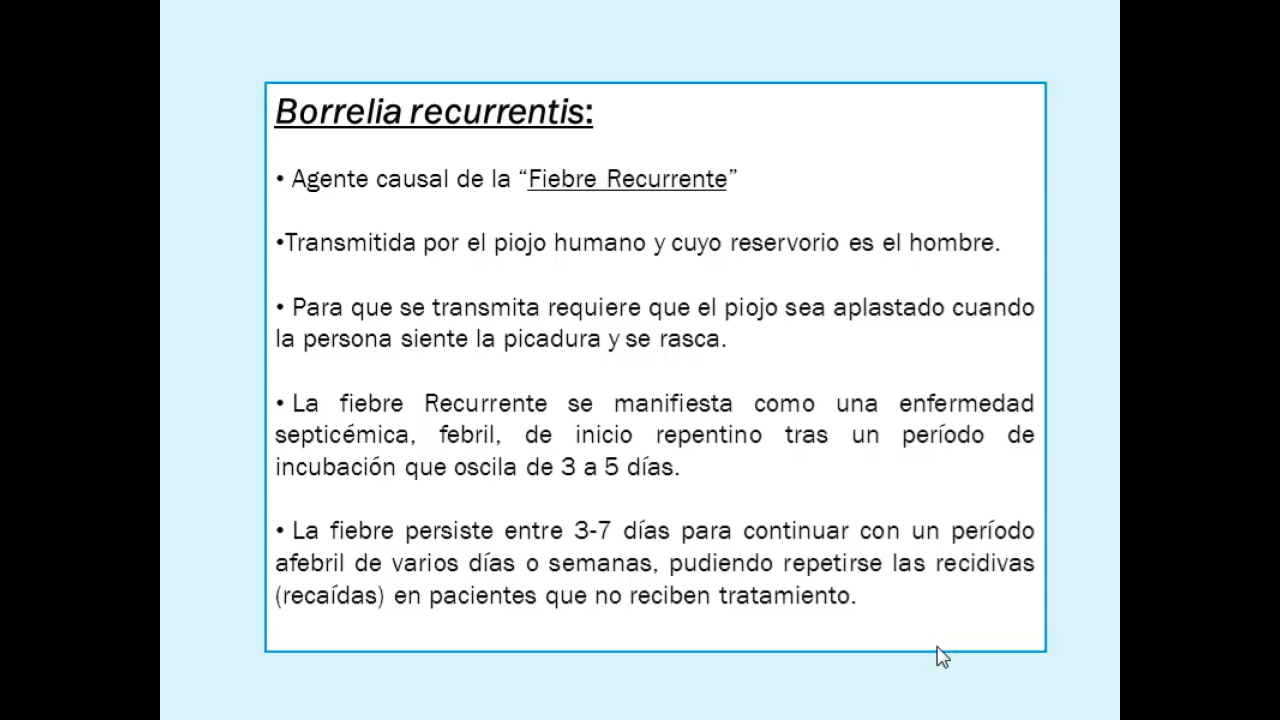 Borrelia recurrentis:
• Agente causal de la “Fiebre Recurrente”
•Transmitida por el piojo humano y cuyo reservorio es el hombre.
• Para que se transmita requiere que el piojo sea aplastado cuando
la persona siente la picadura y se rasca.
• La fiebre Recurrente se manifiesta como una enfermedad
septicémica, febril, de inicio repentino tras un período de
incubación que oscila de 3 a 5 días.
• La fiebre persiste entre 3-7 días para continuar con un período
afebril de varios días o semanas, pudiendo repetirse las recidivas
(recaídas) en pacientes que no reciben tratamiento.